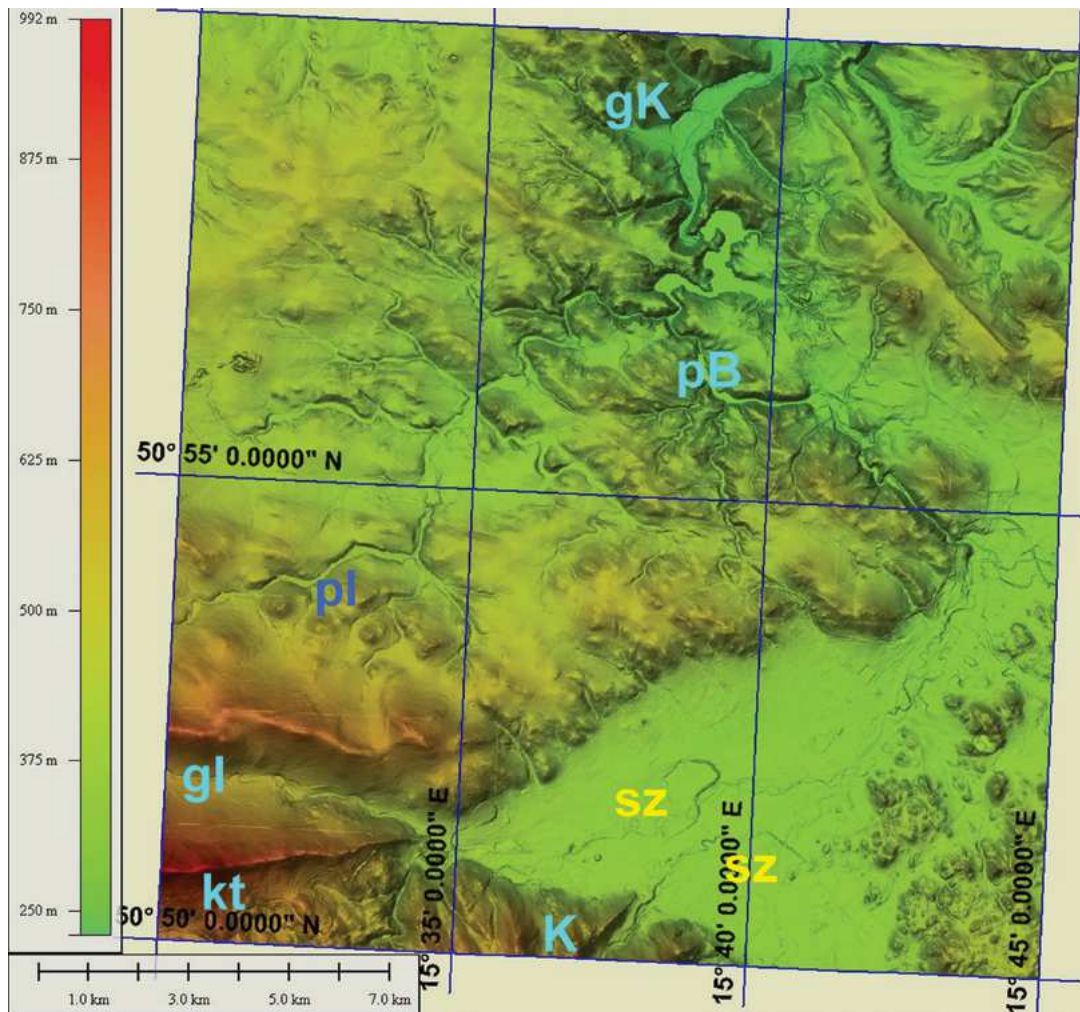 992 m
875 m
750 m
625 m
500 m
375 m
250 m
gK
pB
50° 55' 0.0000" N
pl
gl
sz
sz
kt
K
50° 50' 0.0000" N
15° 35' 0.0000" E
15° 40' 0.0000" E
15° 45' 0.0000" E
1.0 km 3.0 km 5.0 km 7.0 km